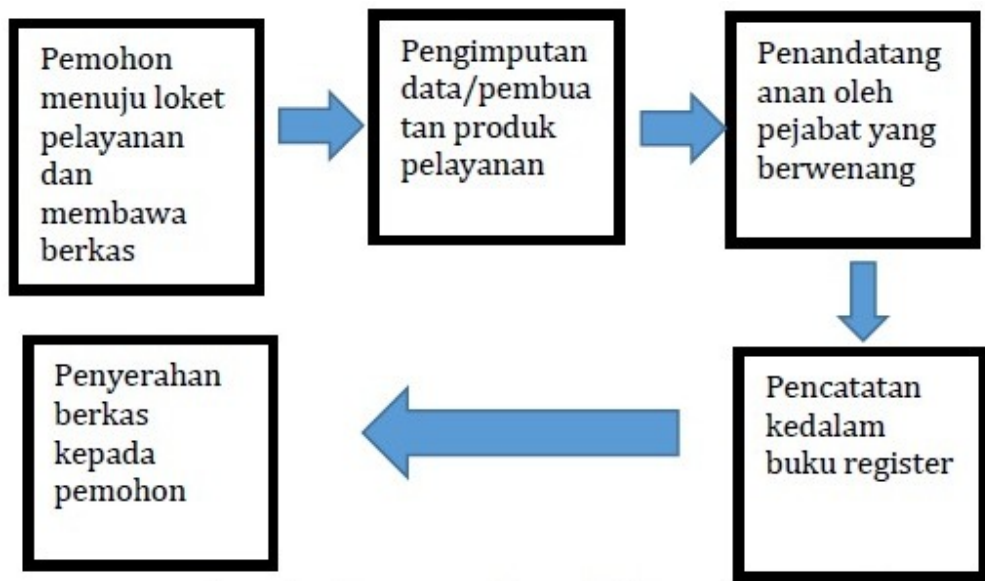 Pemohon
menuju loket
pelayanan
dan
membawa
berkas
Pengimputan
data/pembua
tan produk
pelayanan
Penandatang
anan oleh
pejabat yang
berwenang
Pencatatan
kedalam
buku register
Penyerahan
berkas
kepada
pemohon